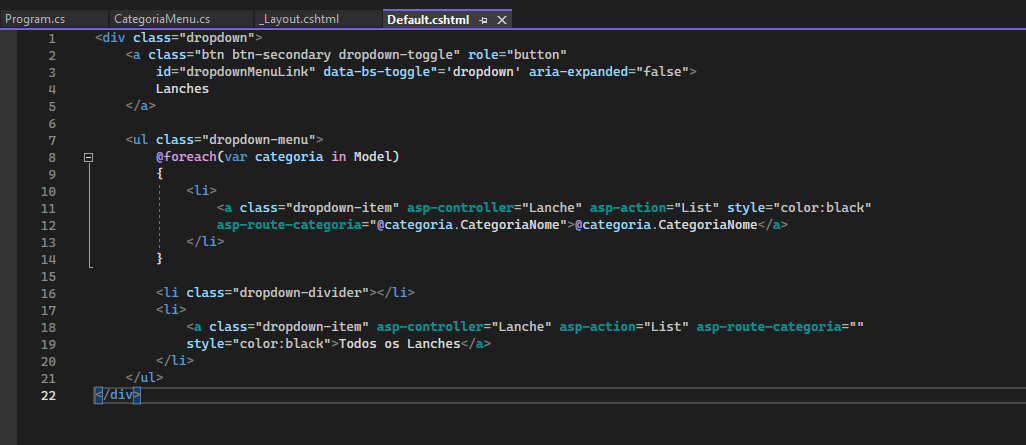 Program.cs CategoriaMenu.cs _Layout.cshtml Default.cshtml
1 <div class="dropdown">
2 <a class="btn btn-secondary dropdown-toggle" role="button"
3 id="dropdownMenuLink" data-bs-toggle"='dropdown' aria-expanded="false">
4 Lanches
5 </a>
6
7 <ul class="dropdown-menu">
8 @foreach(var categoria in Model)
9 {
10 <li>
11 <a class="dropdown-item" asp-controller="Lanche" asp-action="List" style="color:black"
12 asp-route-categoria="@categoria.CategoriaNome">@categoria.CategoriaNome</a>
13 </li>
14 }
15
16 <li class="dropdown-divider"></li>
17 <li>
18 <a class="dropdown-item" asp-controller="Lanche" asp-action="List" asp-route-categoria=""
19 style="color:black">Todos os Lanches</a>
20 </li>
21 </ul>
22 </div>